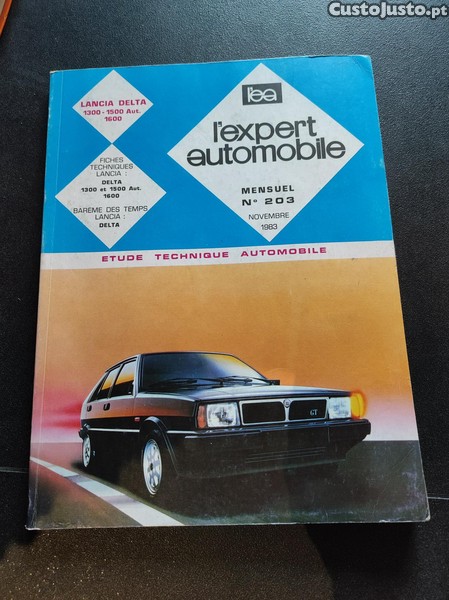 CustoJusto.pt
LANCIA DELTA
1300-1500 Aut.
1600
l'ea
l'expert
automobile
FICHES
TECHNIQUES
LANCIA :
DELTA
1300 et 1500 Aut.
1600
BARÈME DES TEMPS
LANCIA :
DELTA
MENSUEL
N° 203
NOVEMBRE
1983
ETUDE TECHNIQUE AUTOMOBILE
GT